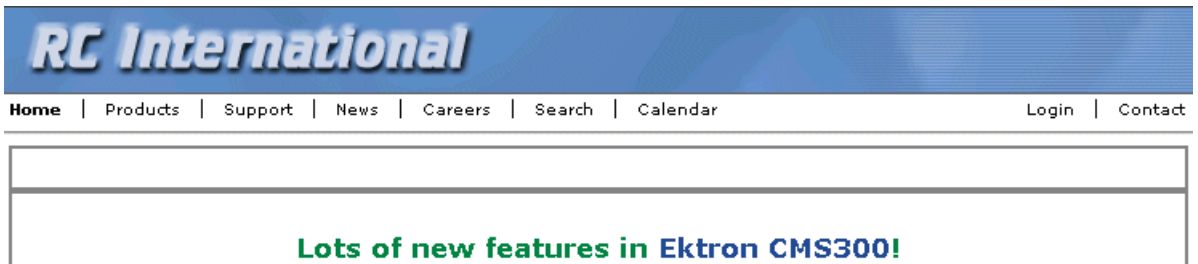 RC International
Home | Products | Support | News | Careers | Search | Calendar Login | Contact
Lots of new features in Ektron CMS300!